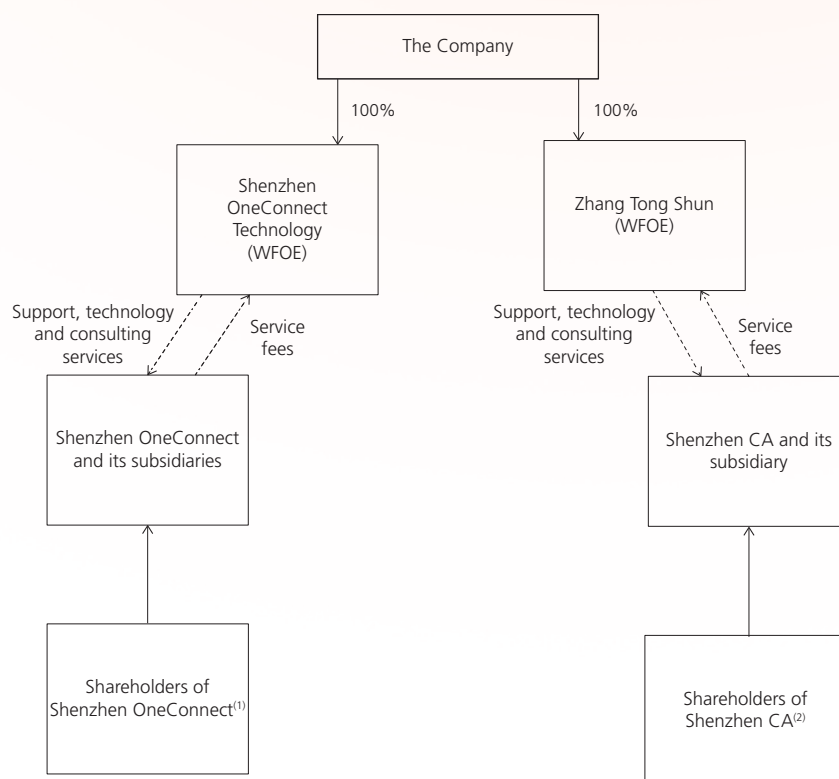 The Company
100%
100%
Shenzhen
OneConnect
Technology
(WFOE)
Zhang Tong Shun
(WFOE)
Support, technology
and consulting
services
Service
fees
Support, technology
and consulting
services
Service
fees
Shenzhen OneConnect
and its subsidiaries
Shenzhen CA and its
subsidiary
Shareholders of
Shenzhen OneConnect(1)
Shareholders of
Shenzhen CA(2)